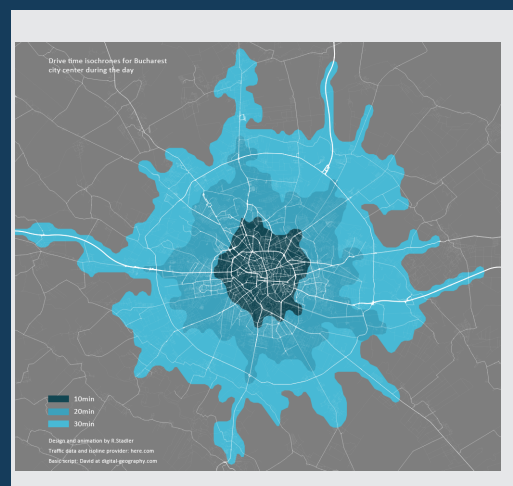 Drive time isochrones for Bucharest
city center during the day
10min
20min
30min
Design and animation by R.Stadler
Traffic data and isoline provider: here.com
Basic script: David at digital-geography.com